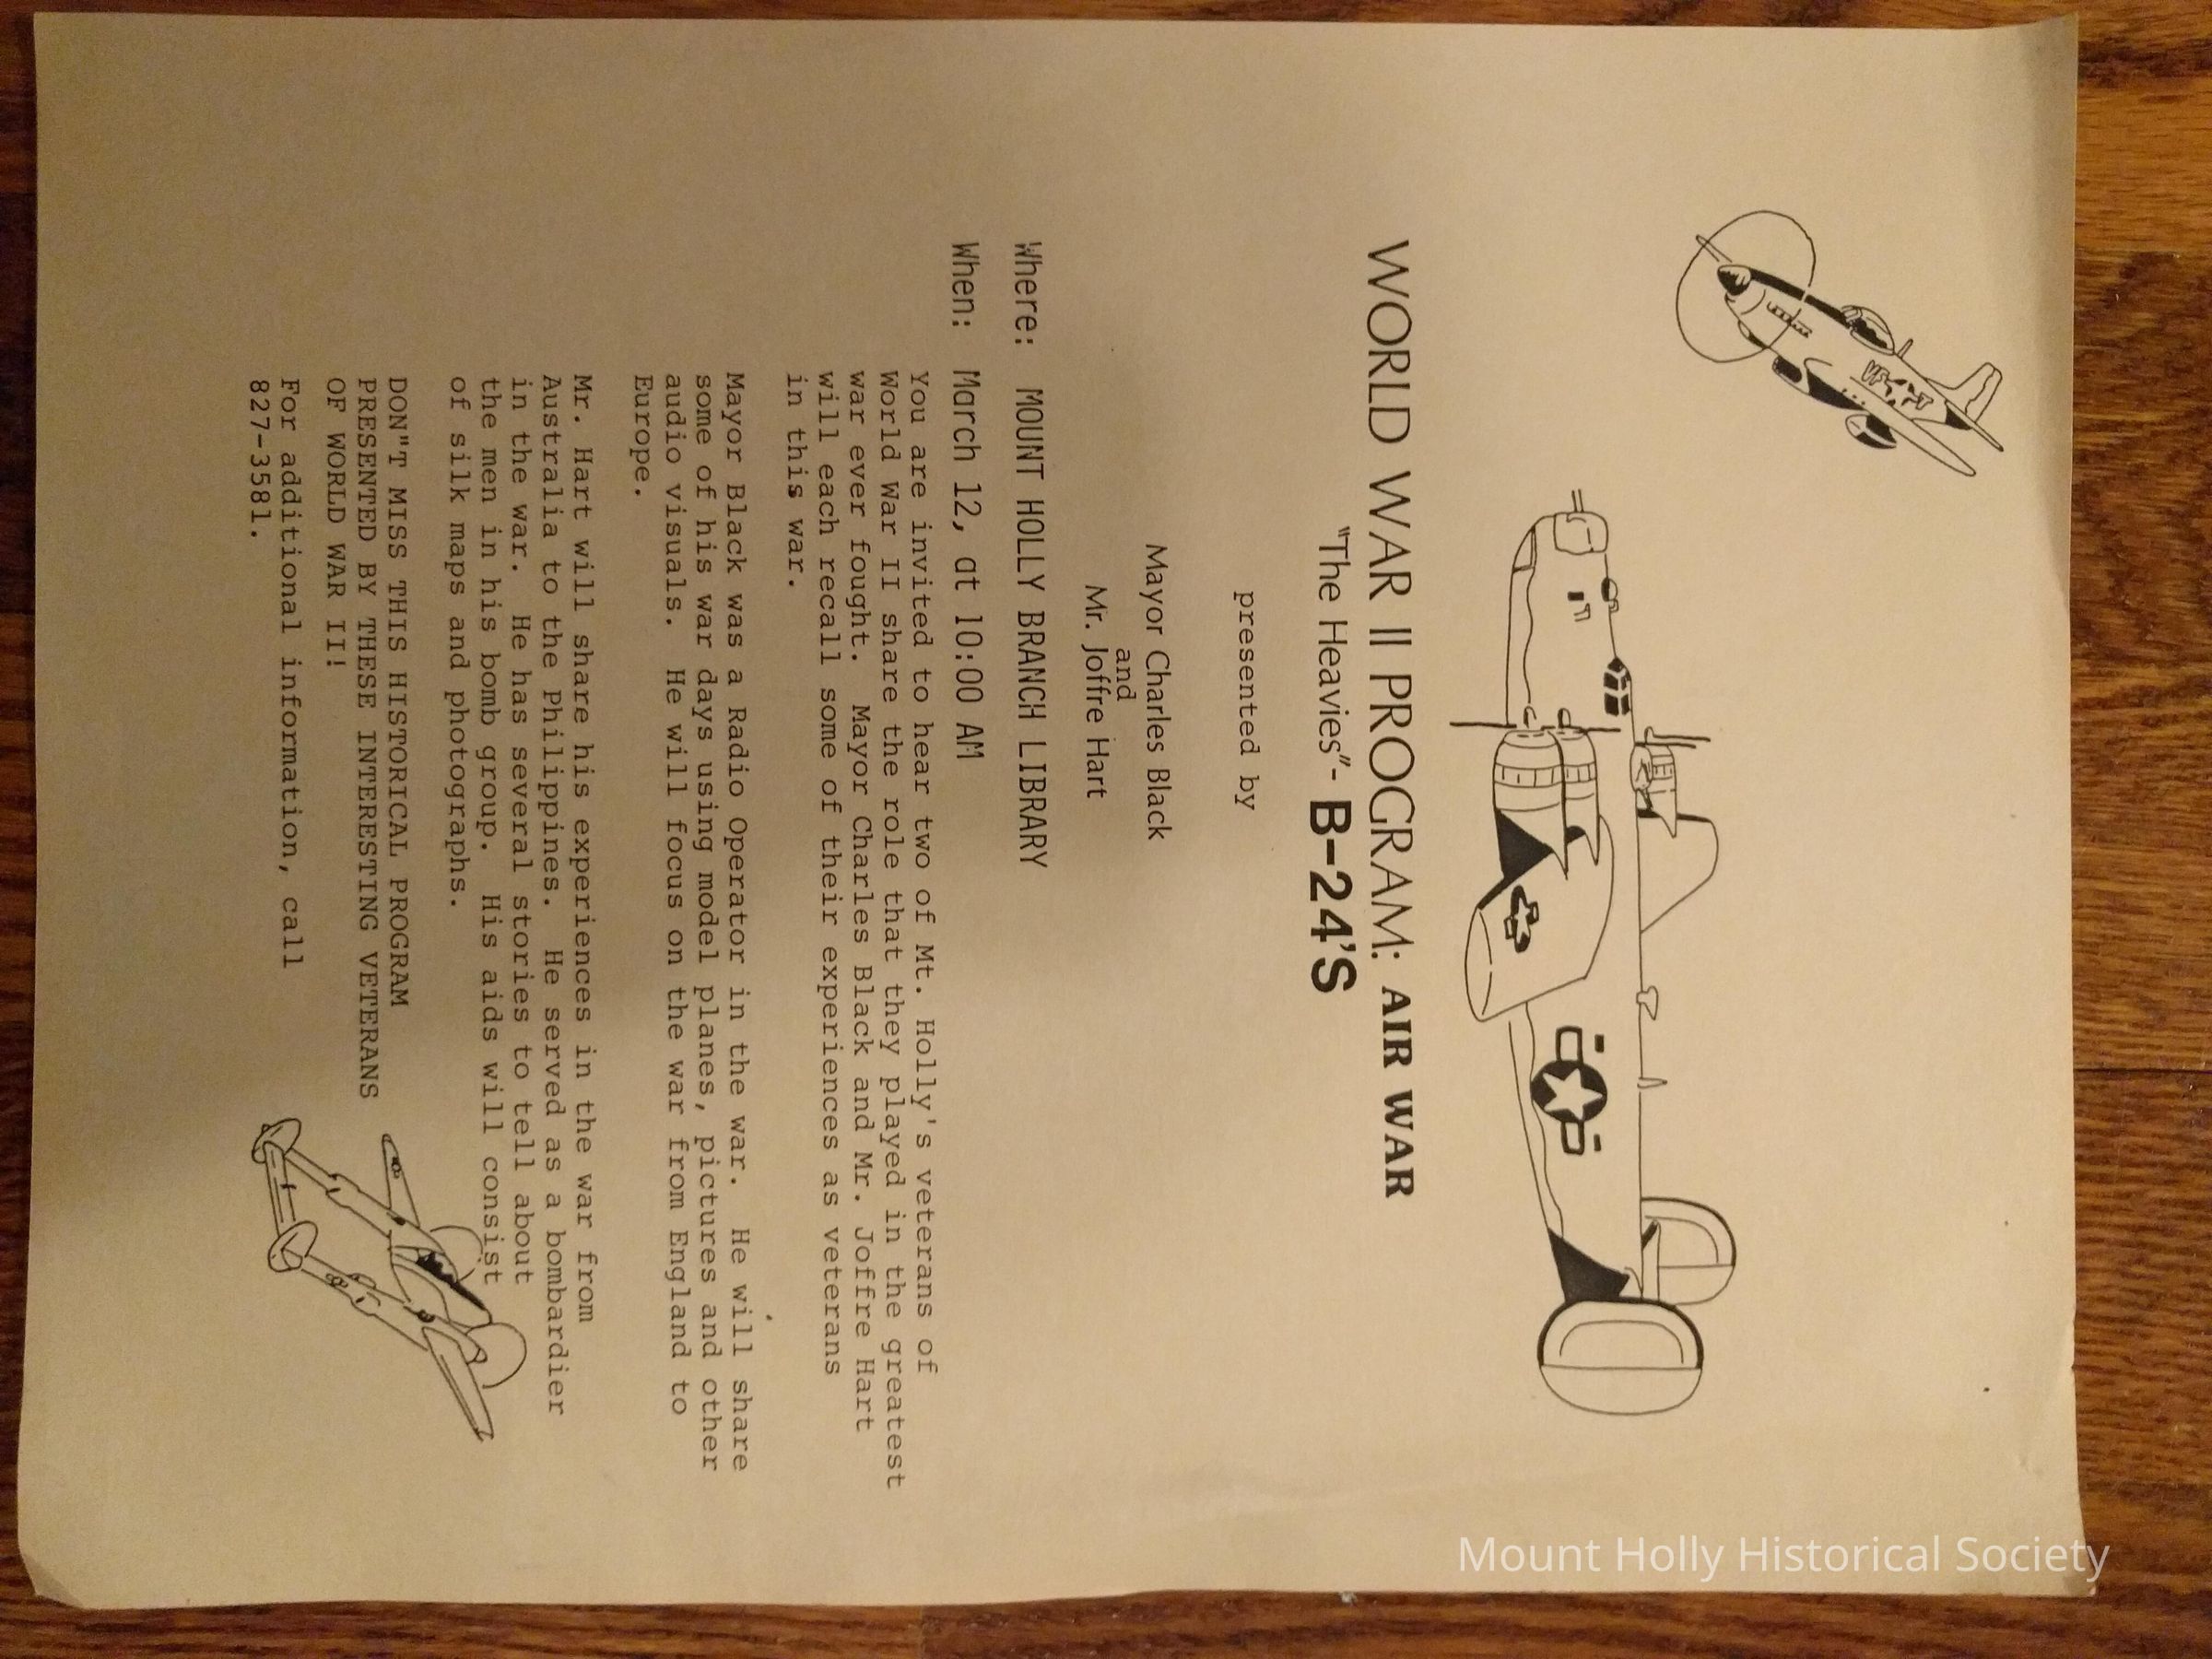 WORLD WAR II PROGRAM: AIR WAR
"The Heavies"- B-24'S
presented by
Mayor Charles Black
and
Mr. Joffre Hart
Where: MOUNT HOLLY BRANCH LIBRARY
When: March 12, at 10:00 AM
You are invited to hear two of Mt. Holly's veterans of
World War II share the role that they played in the greatest
war ever fought. Mayor Charles Black and Mr. Joffre Hart
will each recall some of their experiences as veterans
in this war.
Mayor Black was a Radio Operator in the war. He will share
some of his war days using model planes, pictures and other
audio visuals. He will focus on the war from England to
Europe.
Mr. Hart will share his experiences in the war from
Australia to the Philippines. He served as a bombardier
in the war. He has several stories to tell about
the men in his bomb group. His aids will consist
of silk maps and photographs.
DON"T MISS THIS HISTORICAL PROGRAM
PRESENTED BY THESE INTERESTING VETERANS
OF WORLD WAR II!
For additional information, call
827-3581.
Mount Holly Historical Society